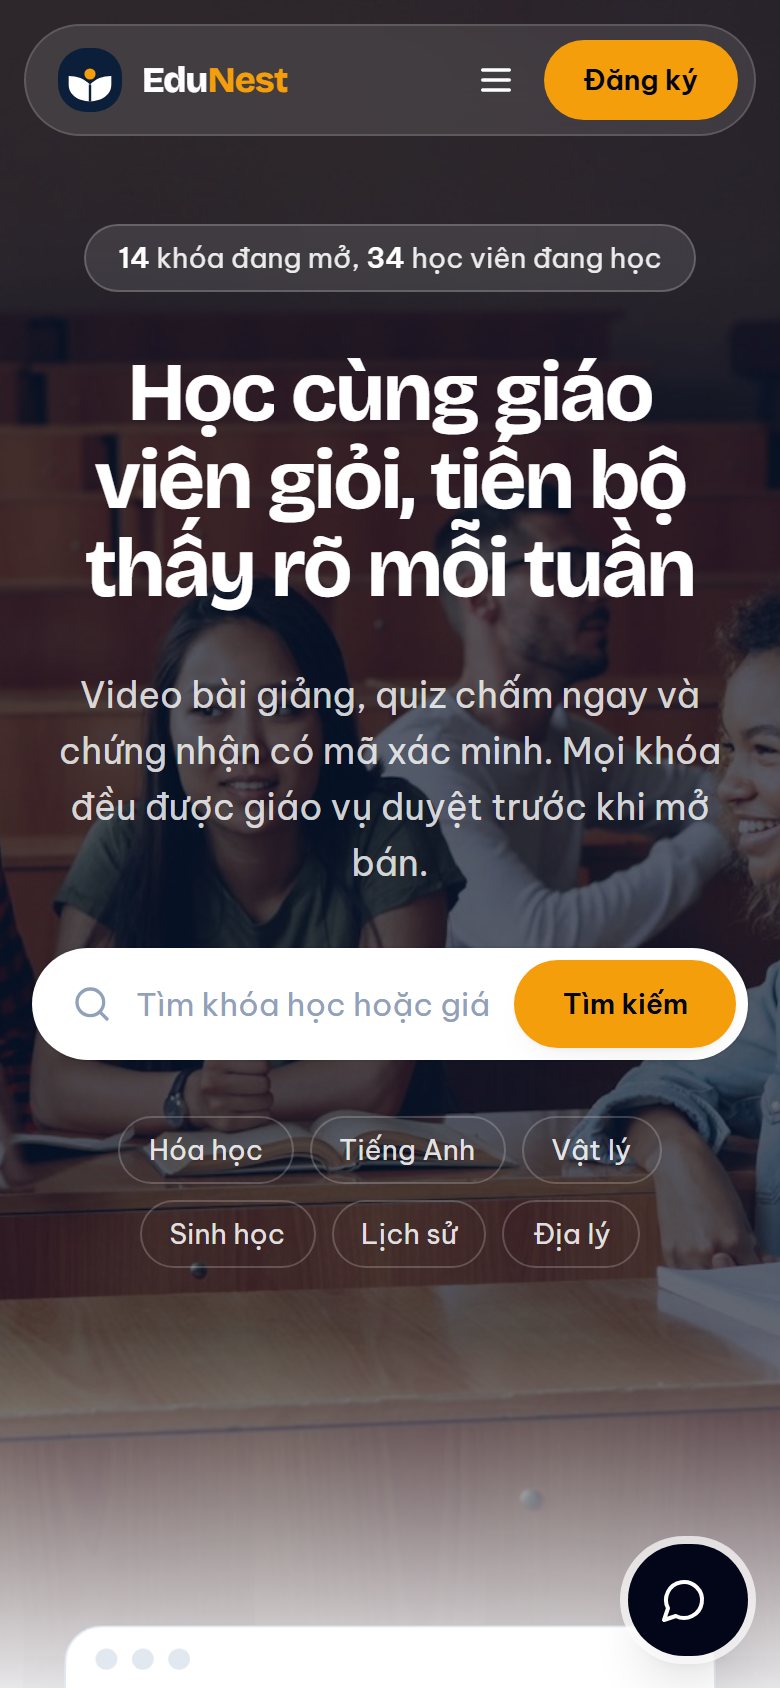 EduNest
Đăng ký
14 khóa đang mở, 34 học viên đang học
Học cùng giáo
viên giỏi, tiến bộ
thấy rõ mỗi tuần
Video bài giảng, quiz chấm ngay và
chứng nhận có mã xác minh. Mọi khóa
đều được giáo vụ duyệt trước khi mở
bán.
Tìm khóa học hoặc giá
Tìm kiếm
Hóa học
Tiếng Anh
Vật lý
Sinh học
Lịch sử
Địa lý